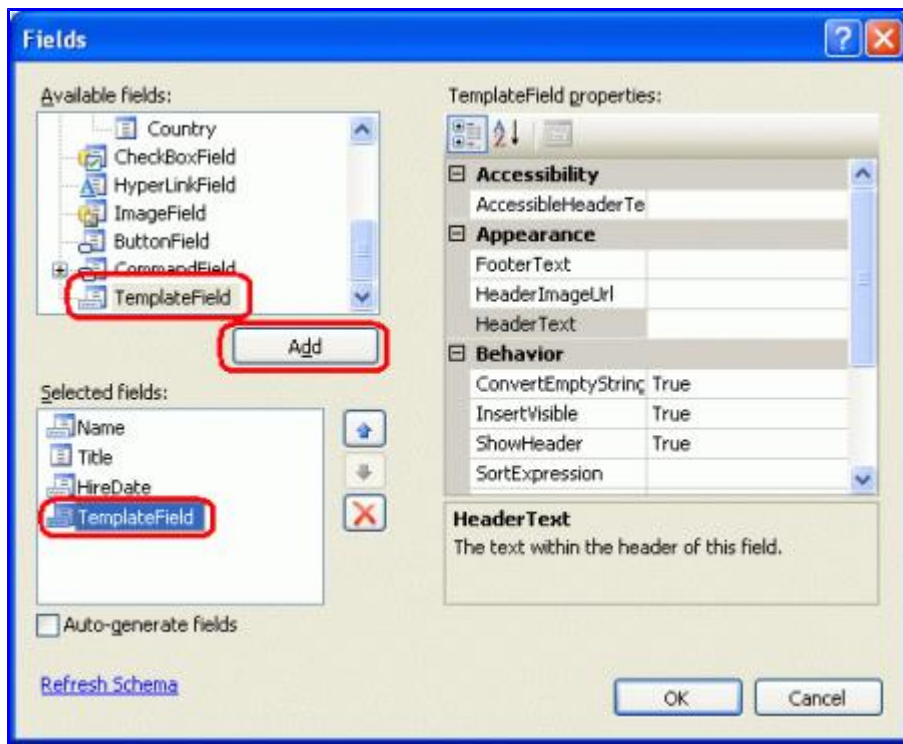 Fields
Available fields:
Country
CheckBoxField
HyperLinkField
ImageField
ButtonField
CommandField
TemplateField
Add
Selected fields:
Name
Title
HireDate
TemplateField
Auto-generate fields
Refresh Schema
TemplateField properties:
Accessibility
AccessibleHeaderTe
Appearance
FooterText
HeaderImageUrl
HeaderText
Behavior
ConvertEmptyString True
InsertVisible True
ShowHeader True
SortExpression
HeaderText
The text within the header of this field.
OK Cancel